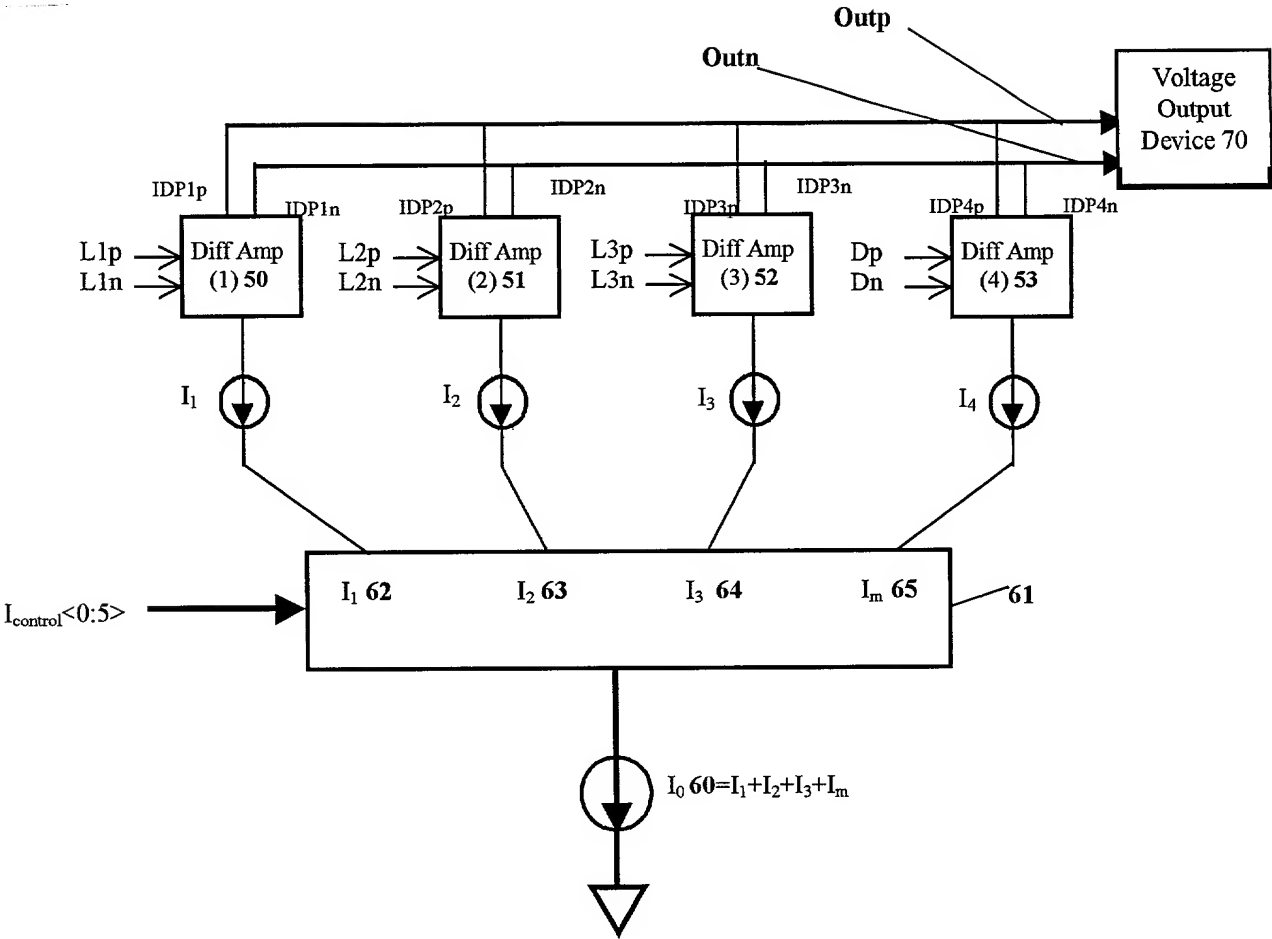 Outp
Outn
Voltage
Output
Device 70
IDP1p
IDP1n
IDP2p
IDP2n
IDP3p
IDP3n
IDP4p
IDP4n
L1p
L1n
Diff Amp
(1) 50
L2p
L2n
Diff Amp
(2) 51
L3p
L3n
Diff Amp
(3) 52
Dp
Dn
Diff Amp
(4) 53
I1
I2
I3
I4
Icontrol<0:5>
I1 62
I2 63
I3 64
Im 65
61
I0 60=I1+I2+I3+Im